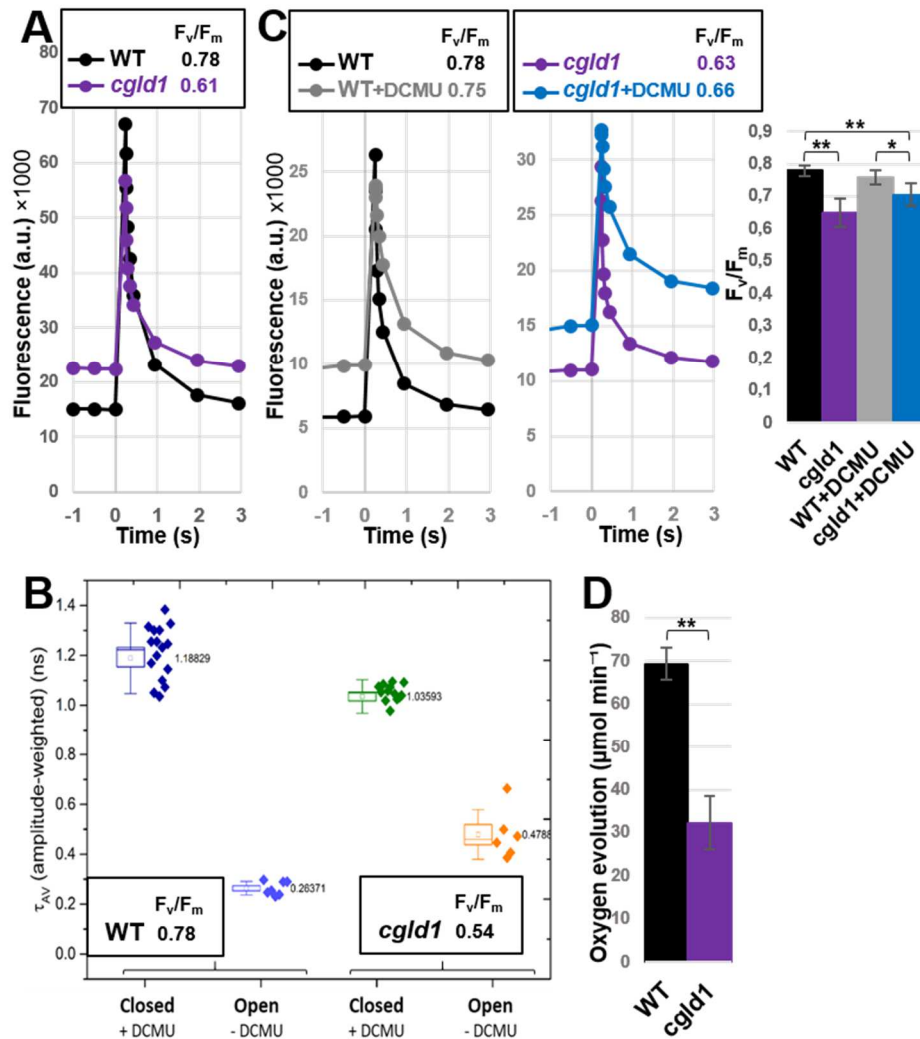 A
Fv/Fm
WT 0.78
cgld1 0.61
Fluorescence (a.u.) ×1000
80
70
60
50
40
30
20
10
0
-1 0 1 2 3
Time (s)
C
Fv/Fm
WT 0.78
WT+DCMU 0.75
Fluorescence (a.u.) ×1000
25
20
15
10
5
0
-1 0 1 2 3
Time (s)
Fv/Fm
cgld1 0.63
cgld1+DCMU 0.66
30
25
20
15
10
5
0
-1 0 1 2 3
**
** *
Fv/Fm
0,9
0,8
0,7
0,6
0,5
0,4
0,3
0,2
0,1
0
WT
cgld1
WT+DCMU
cgld1+DCMU
B
τAV (amplitude-weighted) (ns)
1.4
1.2
1.0
0.8
0.6
0.4
0.2
0.0
1.18829
0.26371
1.03593
0.4788
Fv/Fm
WT 0.78
Fv/Fm
cgld1 0.54
Closed
+ DCMU
Open
- DCMU
Closed
+ DCMU
Open
- DCMU
D
Oxygen evolution (µmol min⁻¹)
80
70
60
50
40
30
20
10
0
**
WT
cgld1